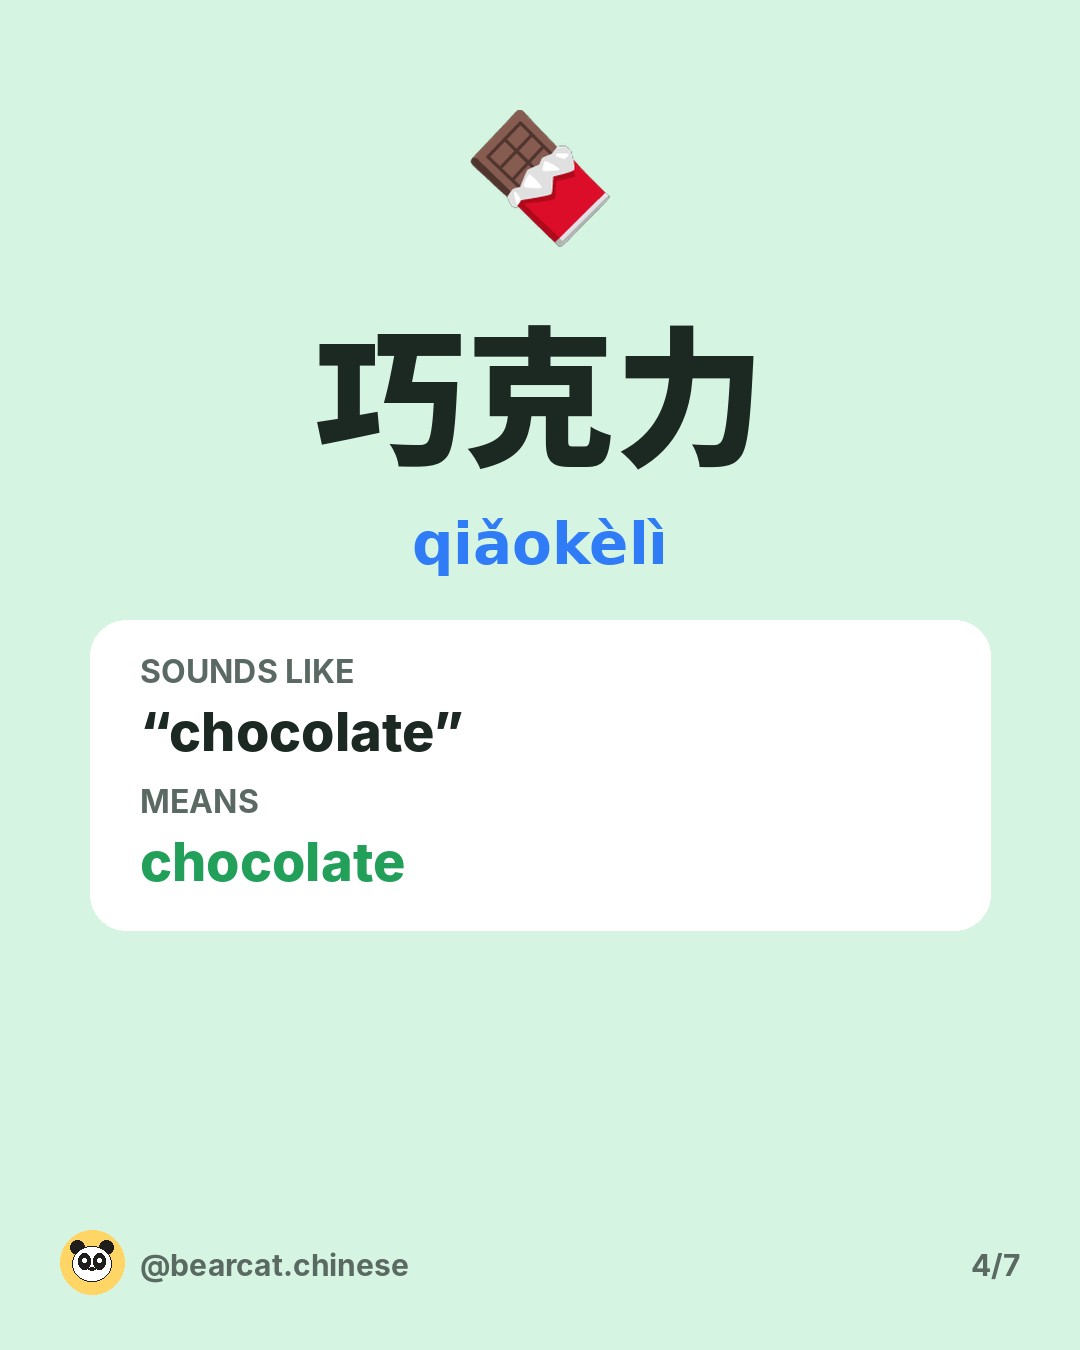 巧克力
qiǎokèlì
SOUNDS LIKE
“chocolate”
MEANS
chocolate
@bearcat.chinese
4/7